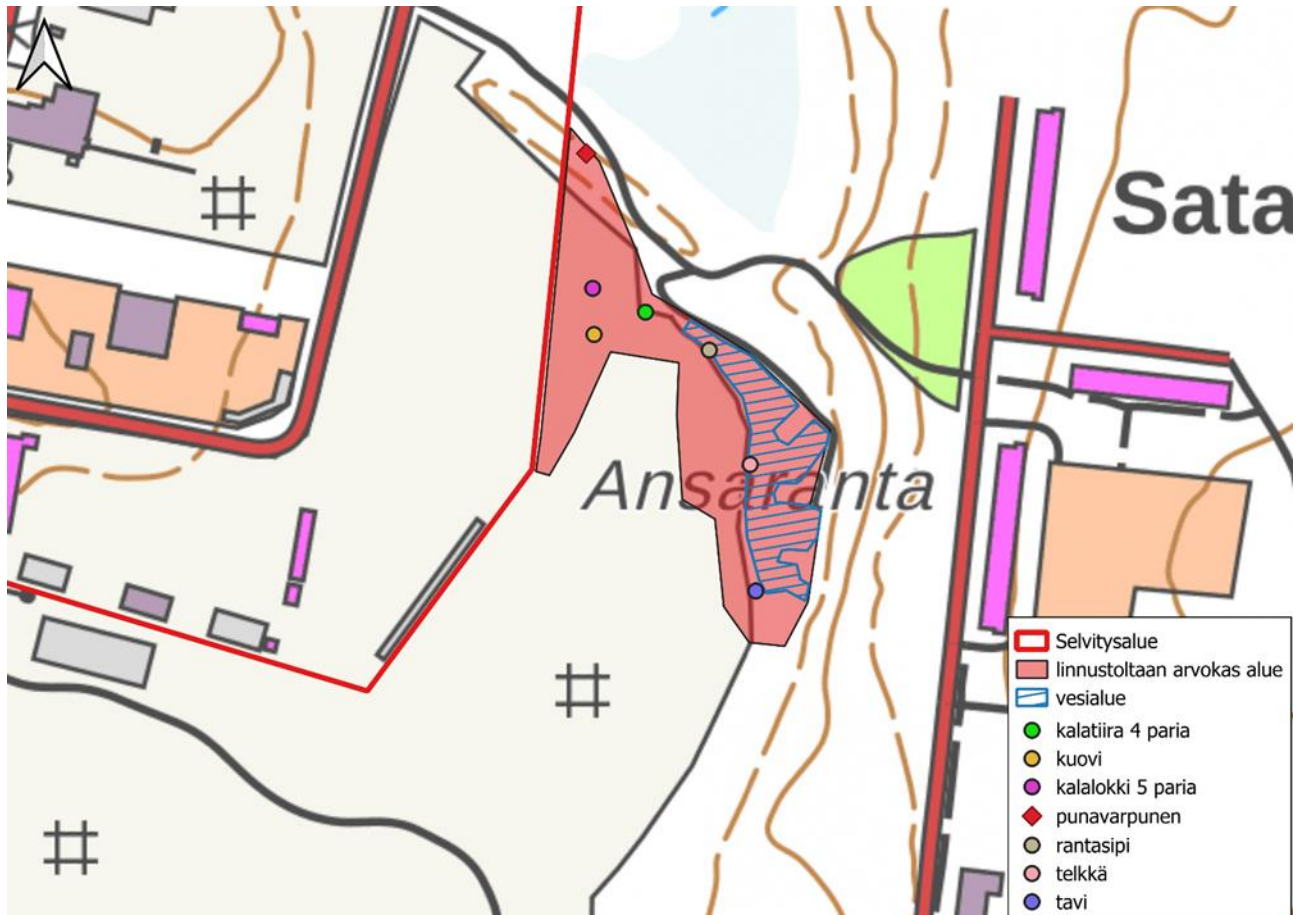 Sata
Ansaranta
Selvitysalue
linnustoltaan arvokas alue
vesialue
kalatiira 4 paria
kuovi
kalalokki 5 paria
punavarpunen
rantasipi
telkkä
tavi